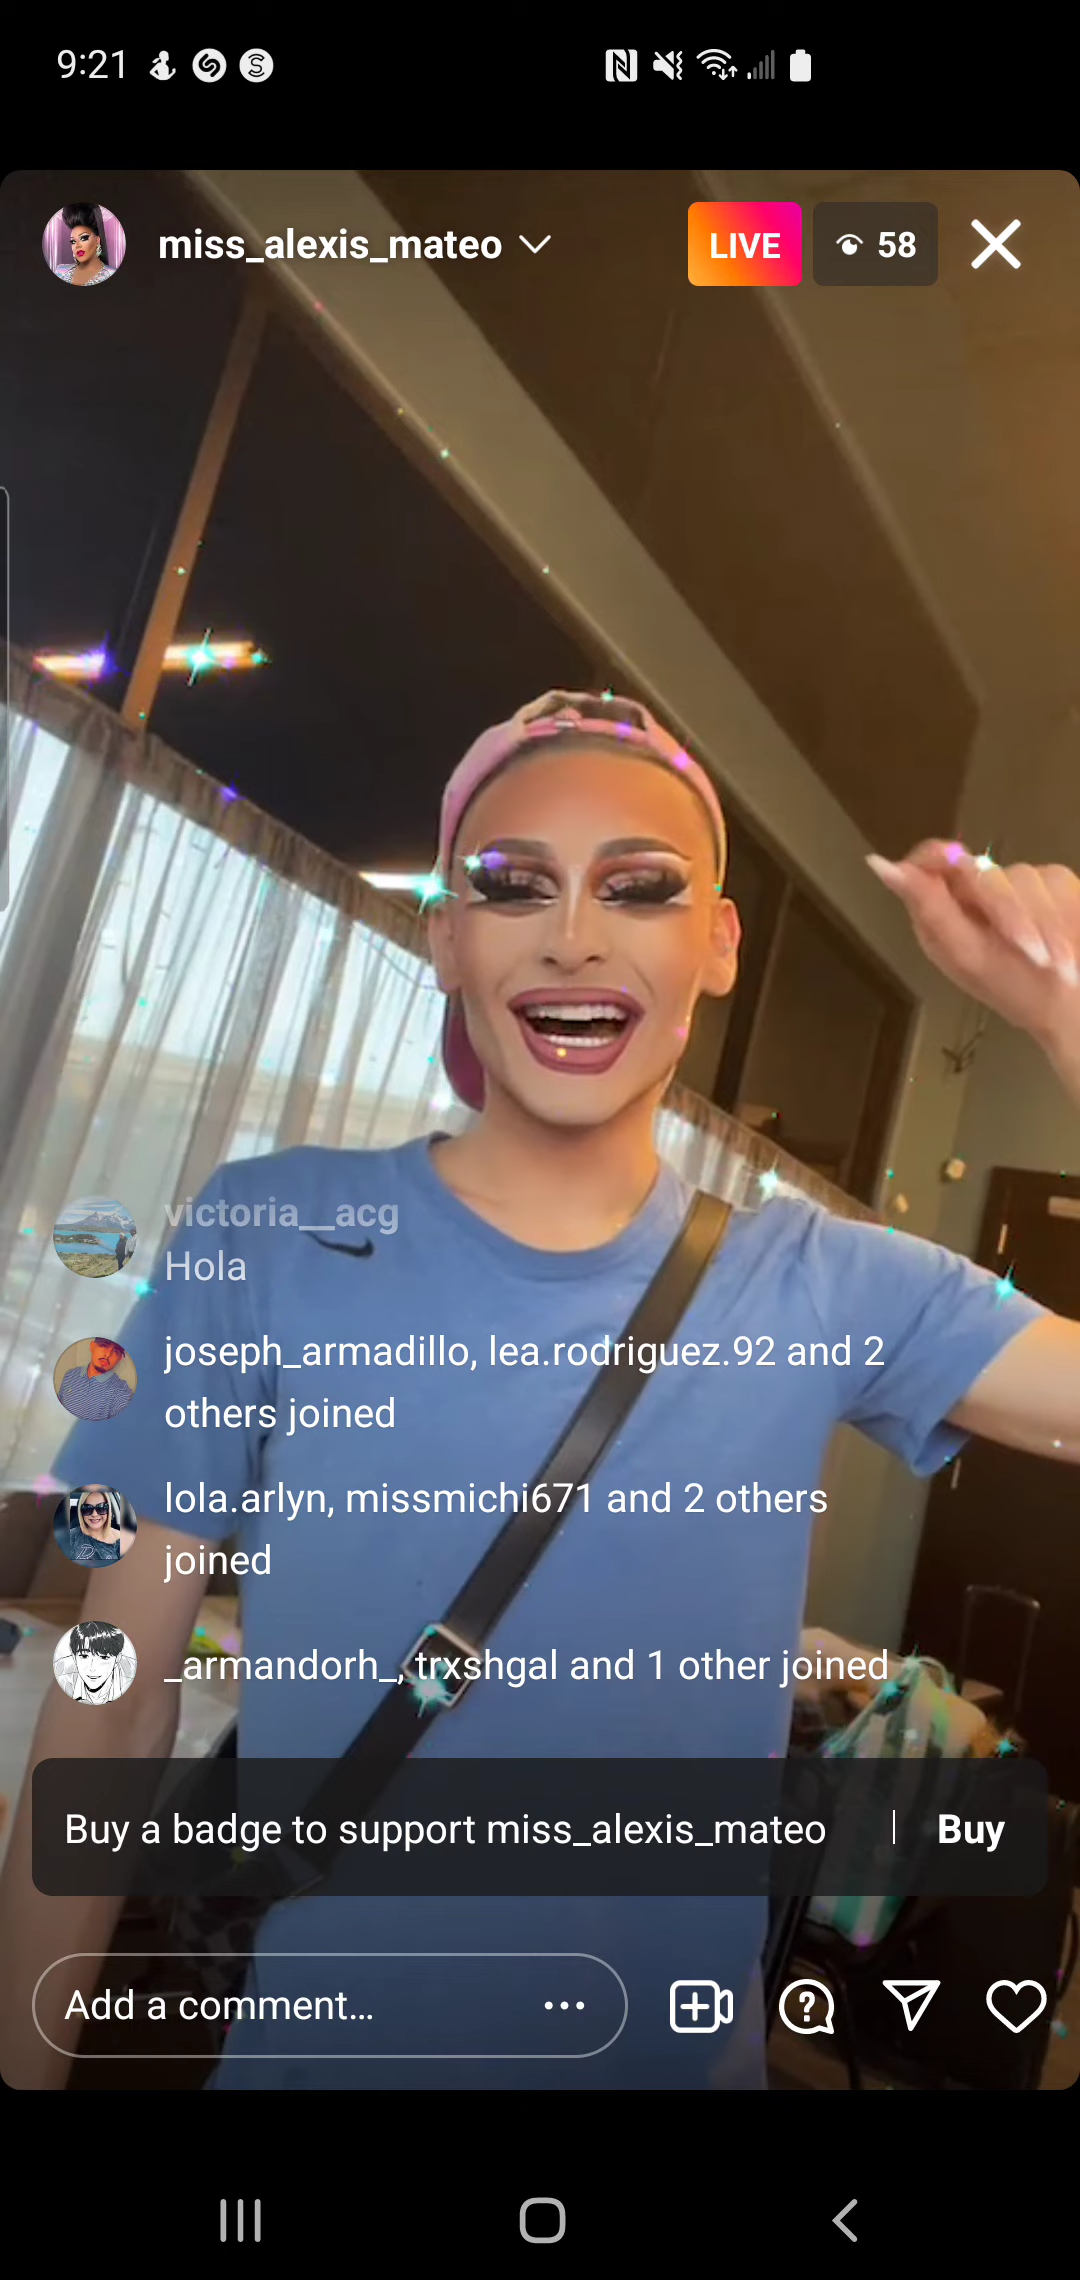 9:21
miss_alexis_mateo
LIVE
58
victoria__acg
Hola
joseph_armadillo, lea.rodriguez.92 and 2
others joined
lola.arlyn, missmichi671 and 2 others
joined
_armandorh_, trxshgal and 1 other joined
Buy a badge to support miss_alexis_mateo | Buy
Add a comment...